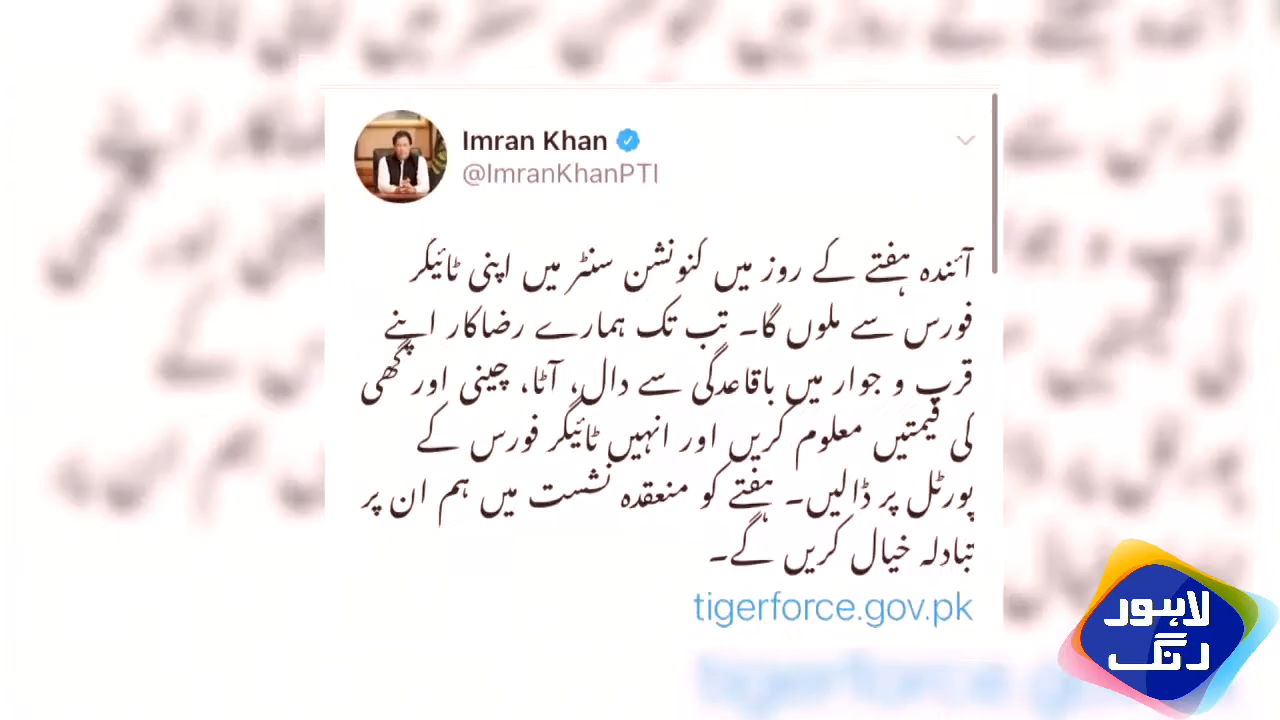 Imran Khan
@ImranKhanPTI
آئندہ ہفتے کے روز میں کنونشن سنٹر میں اپنی ٹائیگر
فورس سے ملوں گا۔ تب تک ہمارے رضاکار اپنے
قرب و جوار میں باقاعدگی سے دال، آٹا، چینی اور گھی
کی قیمتیں معلوم کریں اور انہیں ٹائیگر فورس کے
پورٹل پر ڈالیں۔ ہفتے کو منعقدہ نشست میں ہم ان پر
تبادلہ خیال کریں گے۔
tigerforce.gov.pk
لاہور
رنگ